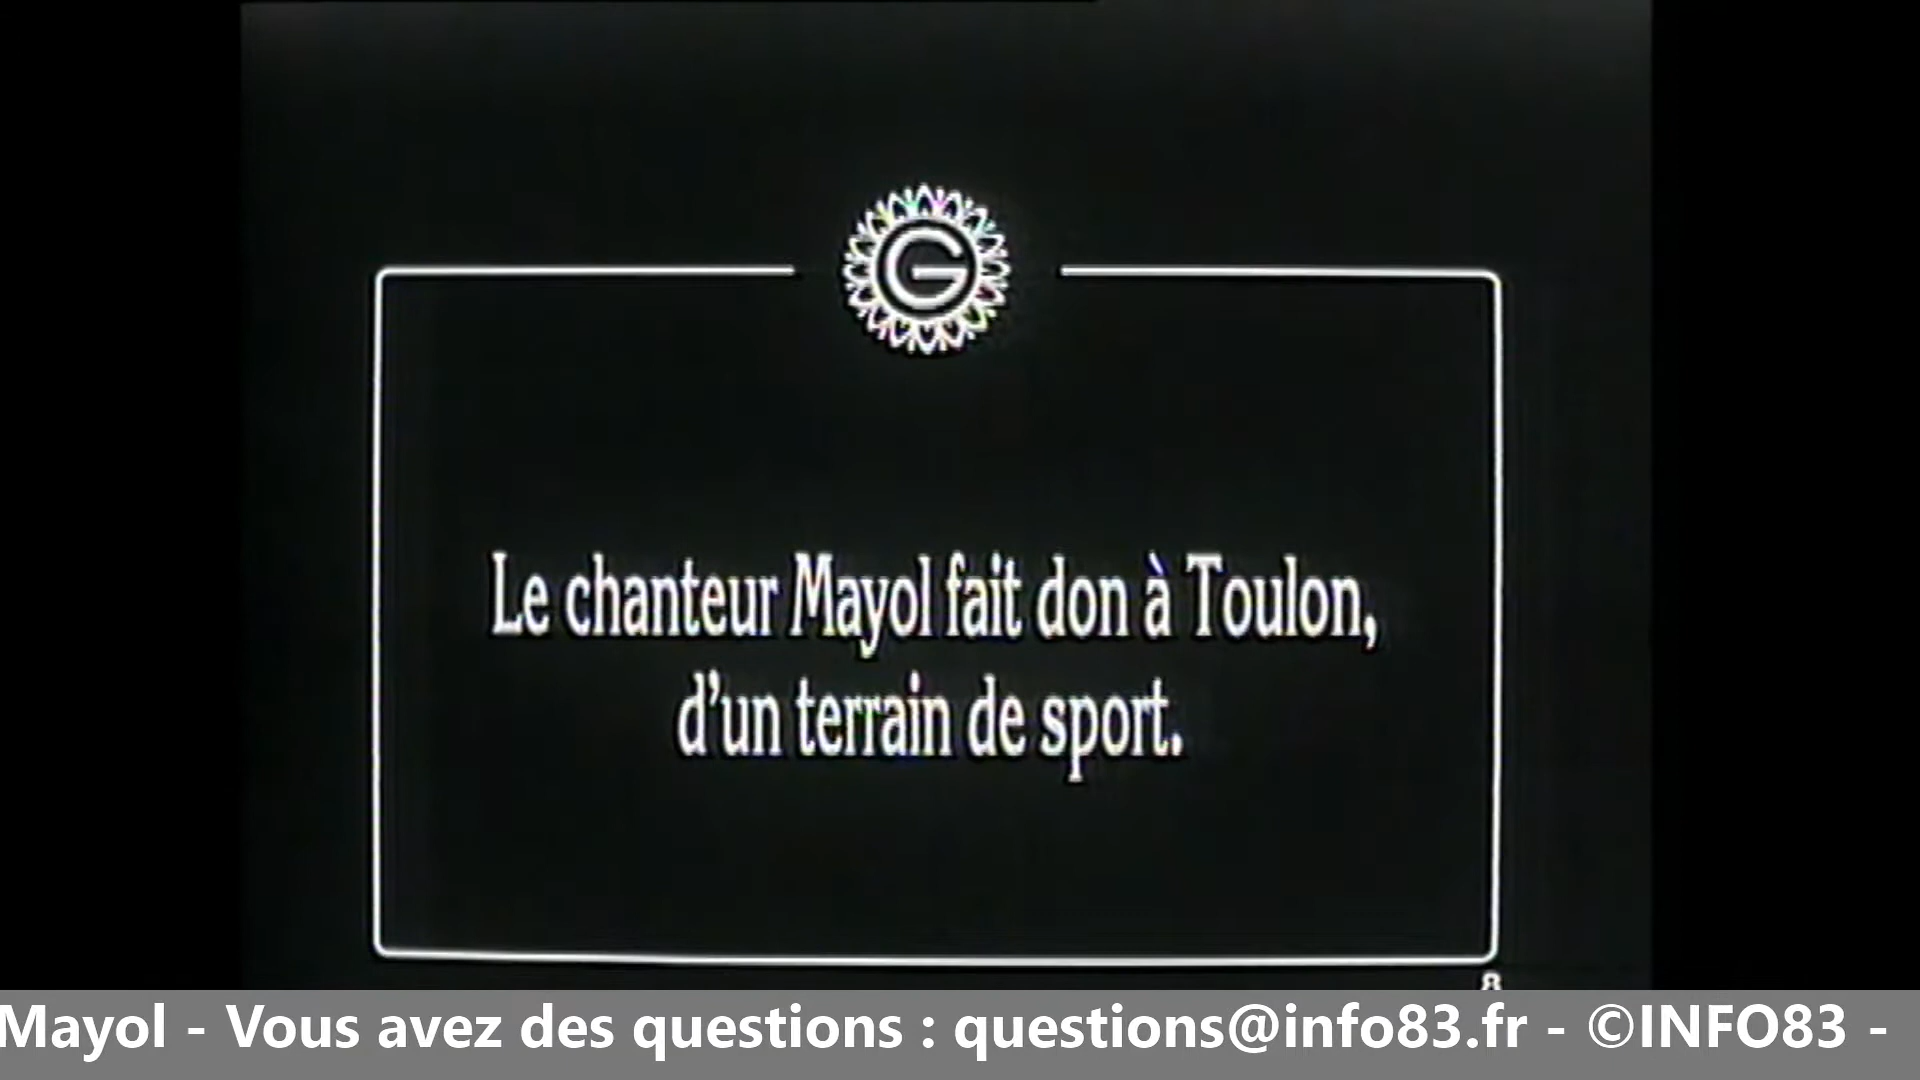 G
Le chanteur Mayol fait don à Toulon,
d'un terrain de sport.
8
Mayol - Vous avez des questions : questions@info83.fr - ©INFO83 -